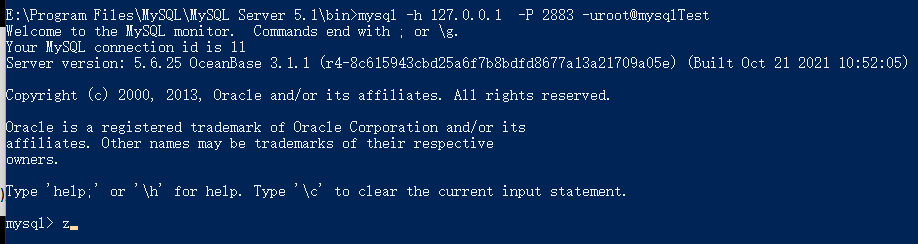 E:\Program Files\MySQL\MySQL Server 5.1\bin>mysql -h 127.0.0.1  -P 2883 -uroot@mysqlTest
Welcome to the MySQL monitor.  Commands end with ; or \g.
Your MySQL connection id is 11
Server version: 5.6.25 OceanBase 3.1.1 (r4-8c615943cbd25a6f7b8bdfd8677a13a21709a05e) (Built Oct 21 2021 10:52:05)
Copyright (c) 2000, 2013, Oracle and/or its affiliates. All rights reserved.
Oracle is a registered trademark of Oracle Corporation and/or its
affiliates. Other names may be trademarks of their respective
owners.
Type 'help;' or '\h' for help. Type '\c' to clear the current input statement.
mysql> z